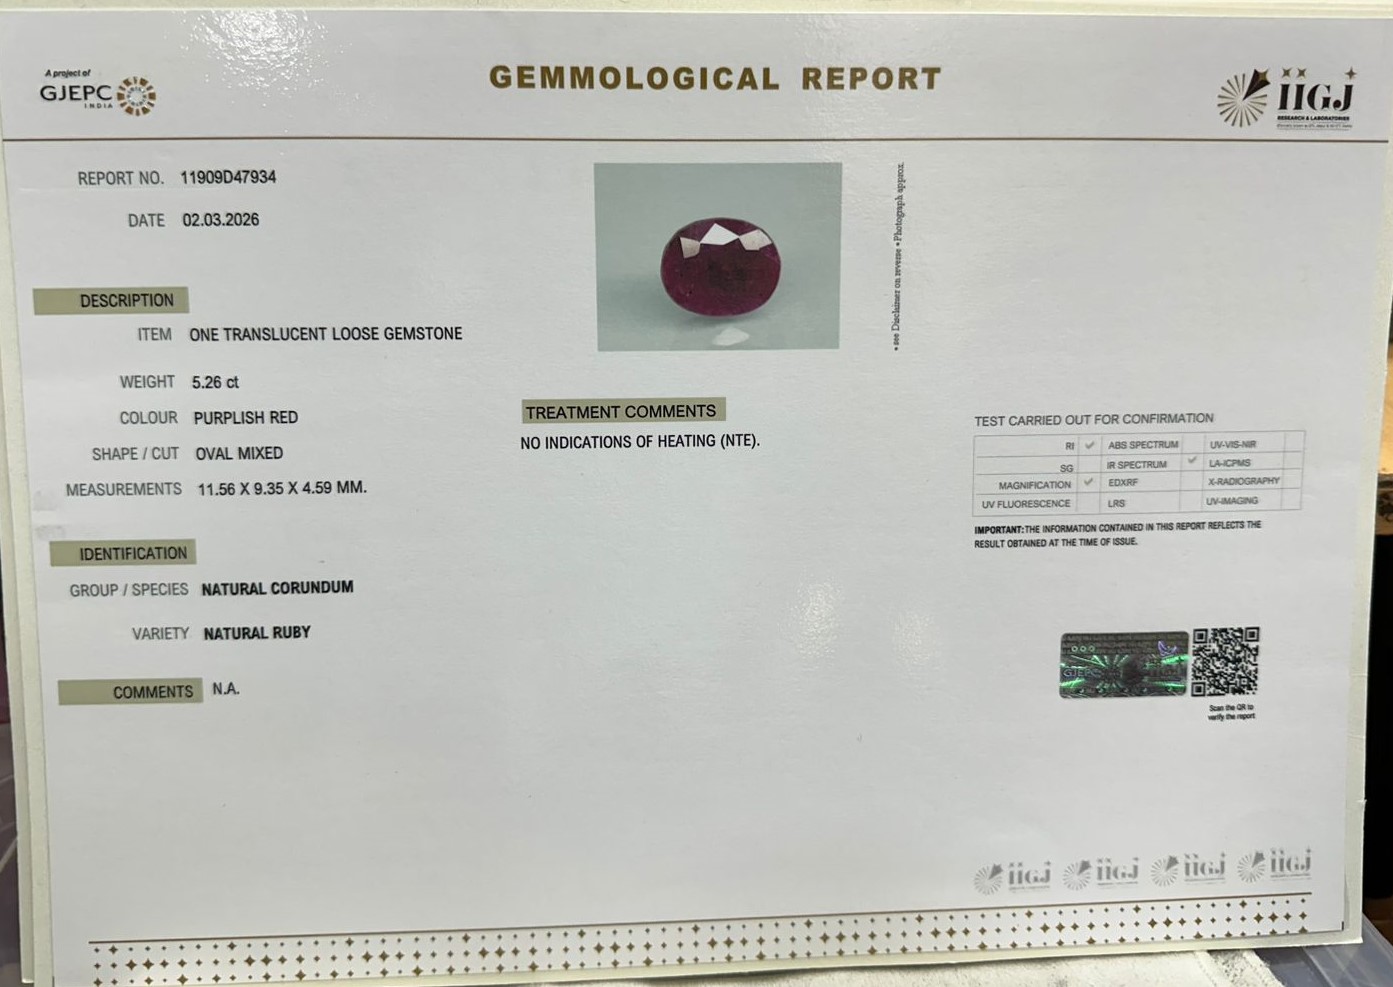 A project of
GJEPC
INDIA
GEMMOLOGICAL REPORT
IIGJ
RESEARCH & LABORATORIES
REPORT NO. 11909D47934
DATE 02.03.2026
DESCRIPTION
ITEM ONE TRANSLUCENT LOOSE GEMSTONE
WEIGHT 5.26 ct
COLOUR PURPLISH RED
SHAPE / CUT OVAL MIXED
MEASUREMENTS 11.56 X 9.35 X 4.59 MM.
IDENTIFICATION
GROUP / SPECIES NATURAL CORUNDUM
VARIETY NATURAL RUBY
COMMENTS N.A.
• see Disclaimer on reverse • Photograph approx.
TREATMENT COMMENTS
NO INDICATIONS OF HEATING (NTE).
TEST CARRIED OUT FOR CONFIRMATION
RI ✓ ABS SPECTRUM UV-VIS-NIR
SG IR SPECTRUM ✓ LA-ICPMS
MAGNIFICATION ✓ EDXRF X-RADIOGRAPHY
UV FLUORESCENCE LRS UV-IMAGING
IMPORTANT: THE INFORMATION CONTAINED IN THIS REPORT REFLECTS THE
RESULT OBTAINED AT THE TIME OF ISSUE.
GJEPC
Scan the QR to
verify the report
IIGJ IIGJ IIGJ IIGJ